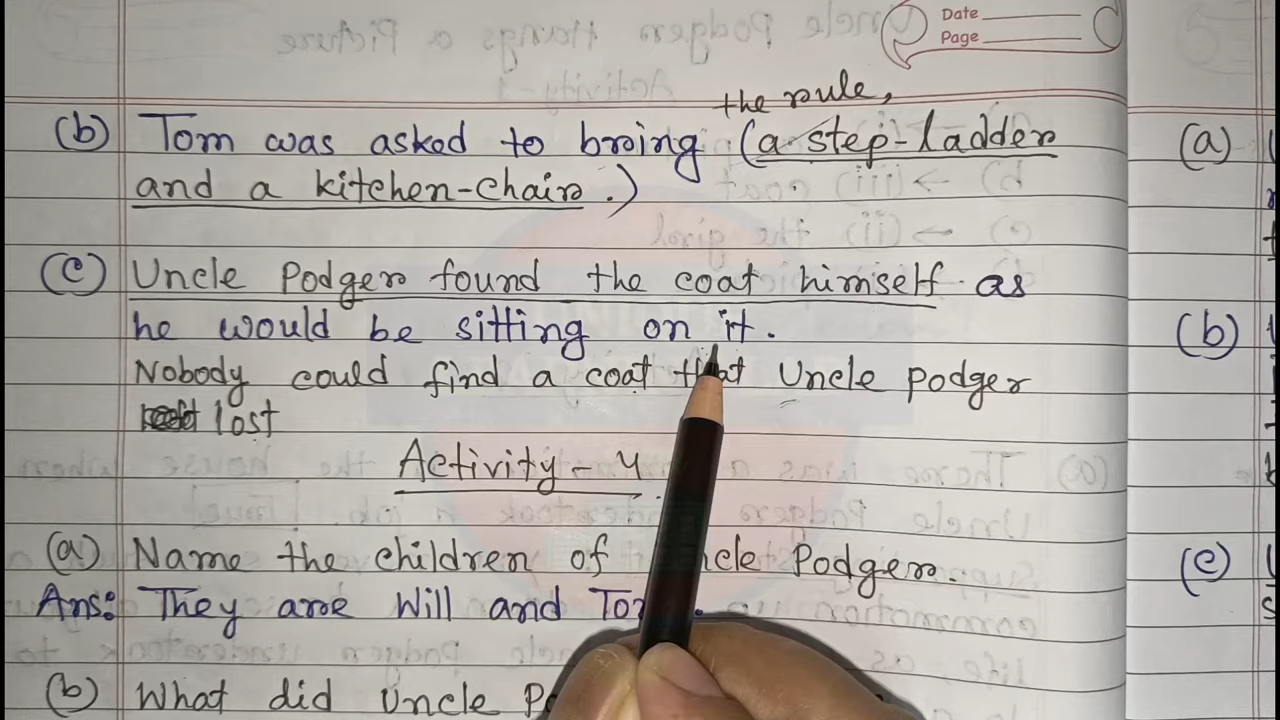 Date
Page
the rule,
(b) Tom was asked to bring (a step-ladder
and a kitchen-chair.)
(c) Uncle Podger found the coat himself as
he would be sitting on it.
Nobody could find a coat that Uncle Podger
lost
Activity - 4
(a) Name the children of Uncle Podger.
Ans: They are Will and Tom.
(b) What did Uncle
(a)
(b)
(c)